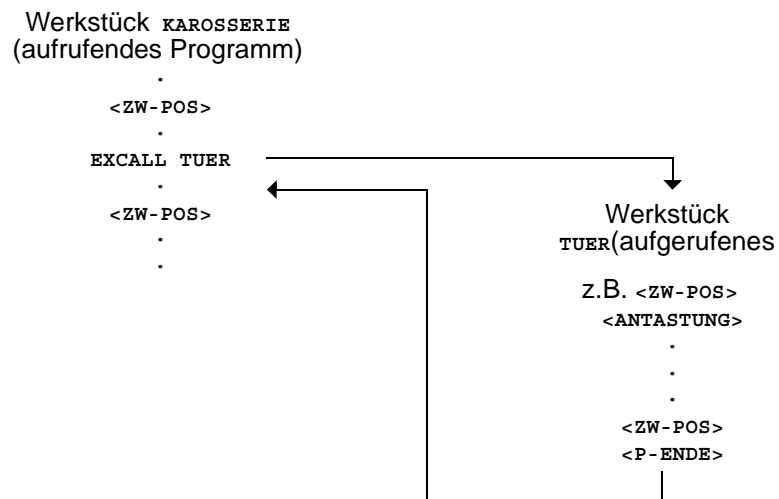 Werkstück KAROSSERIE
(aufrufendes Programm)
.
<ZW-POS>
.
EXCALL TUER
.
<ZW-POS>
.
.
Werkstück
TUER(aufgerufenes
z.B. <ZW-POS>
<ANTASTUNG>
.
.
.
<ZW-POS>
<P-ENDE>